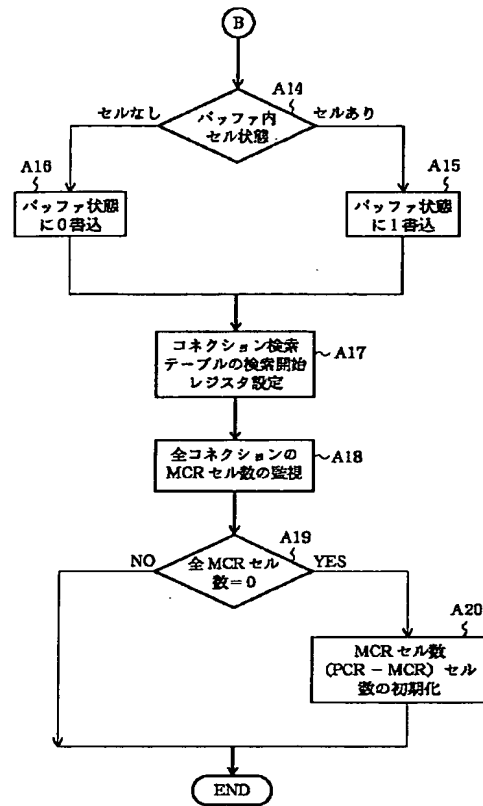 B
A14
セルなし
バッファ内
セル状態
セルあり
A16
バッファ状態
に0書込
A15
バッファ状態
に1書込
コネクション検索
テーブルの検索開始
レジスタ設定
A17
全コネクションの
MCRセル数の監視
A18
A19
NO
全MCRセル
数=0
YES
A20
MCRセル数
(PCR－MCR)セル
数の初期化
END